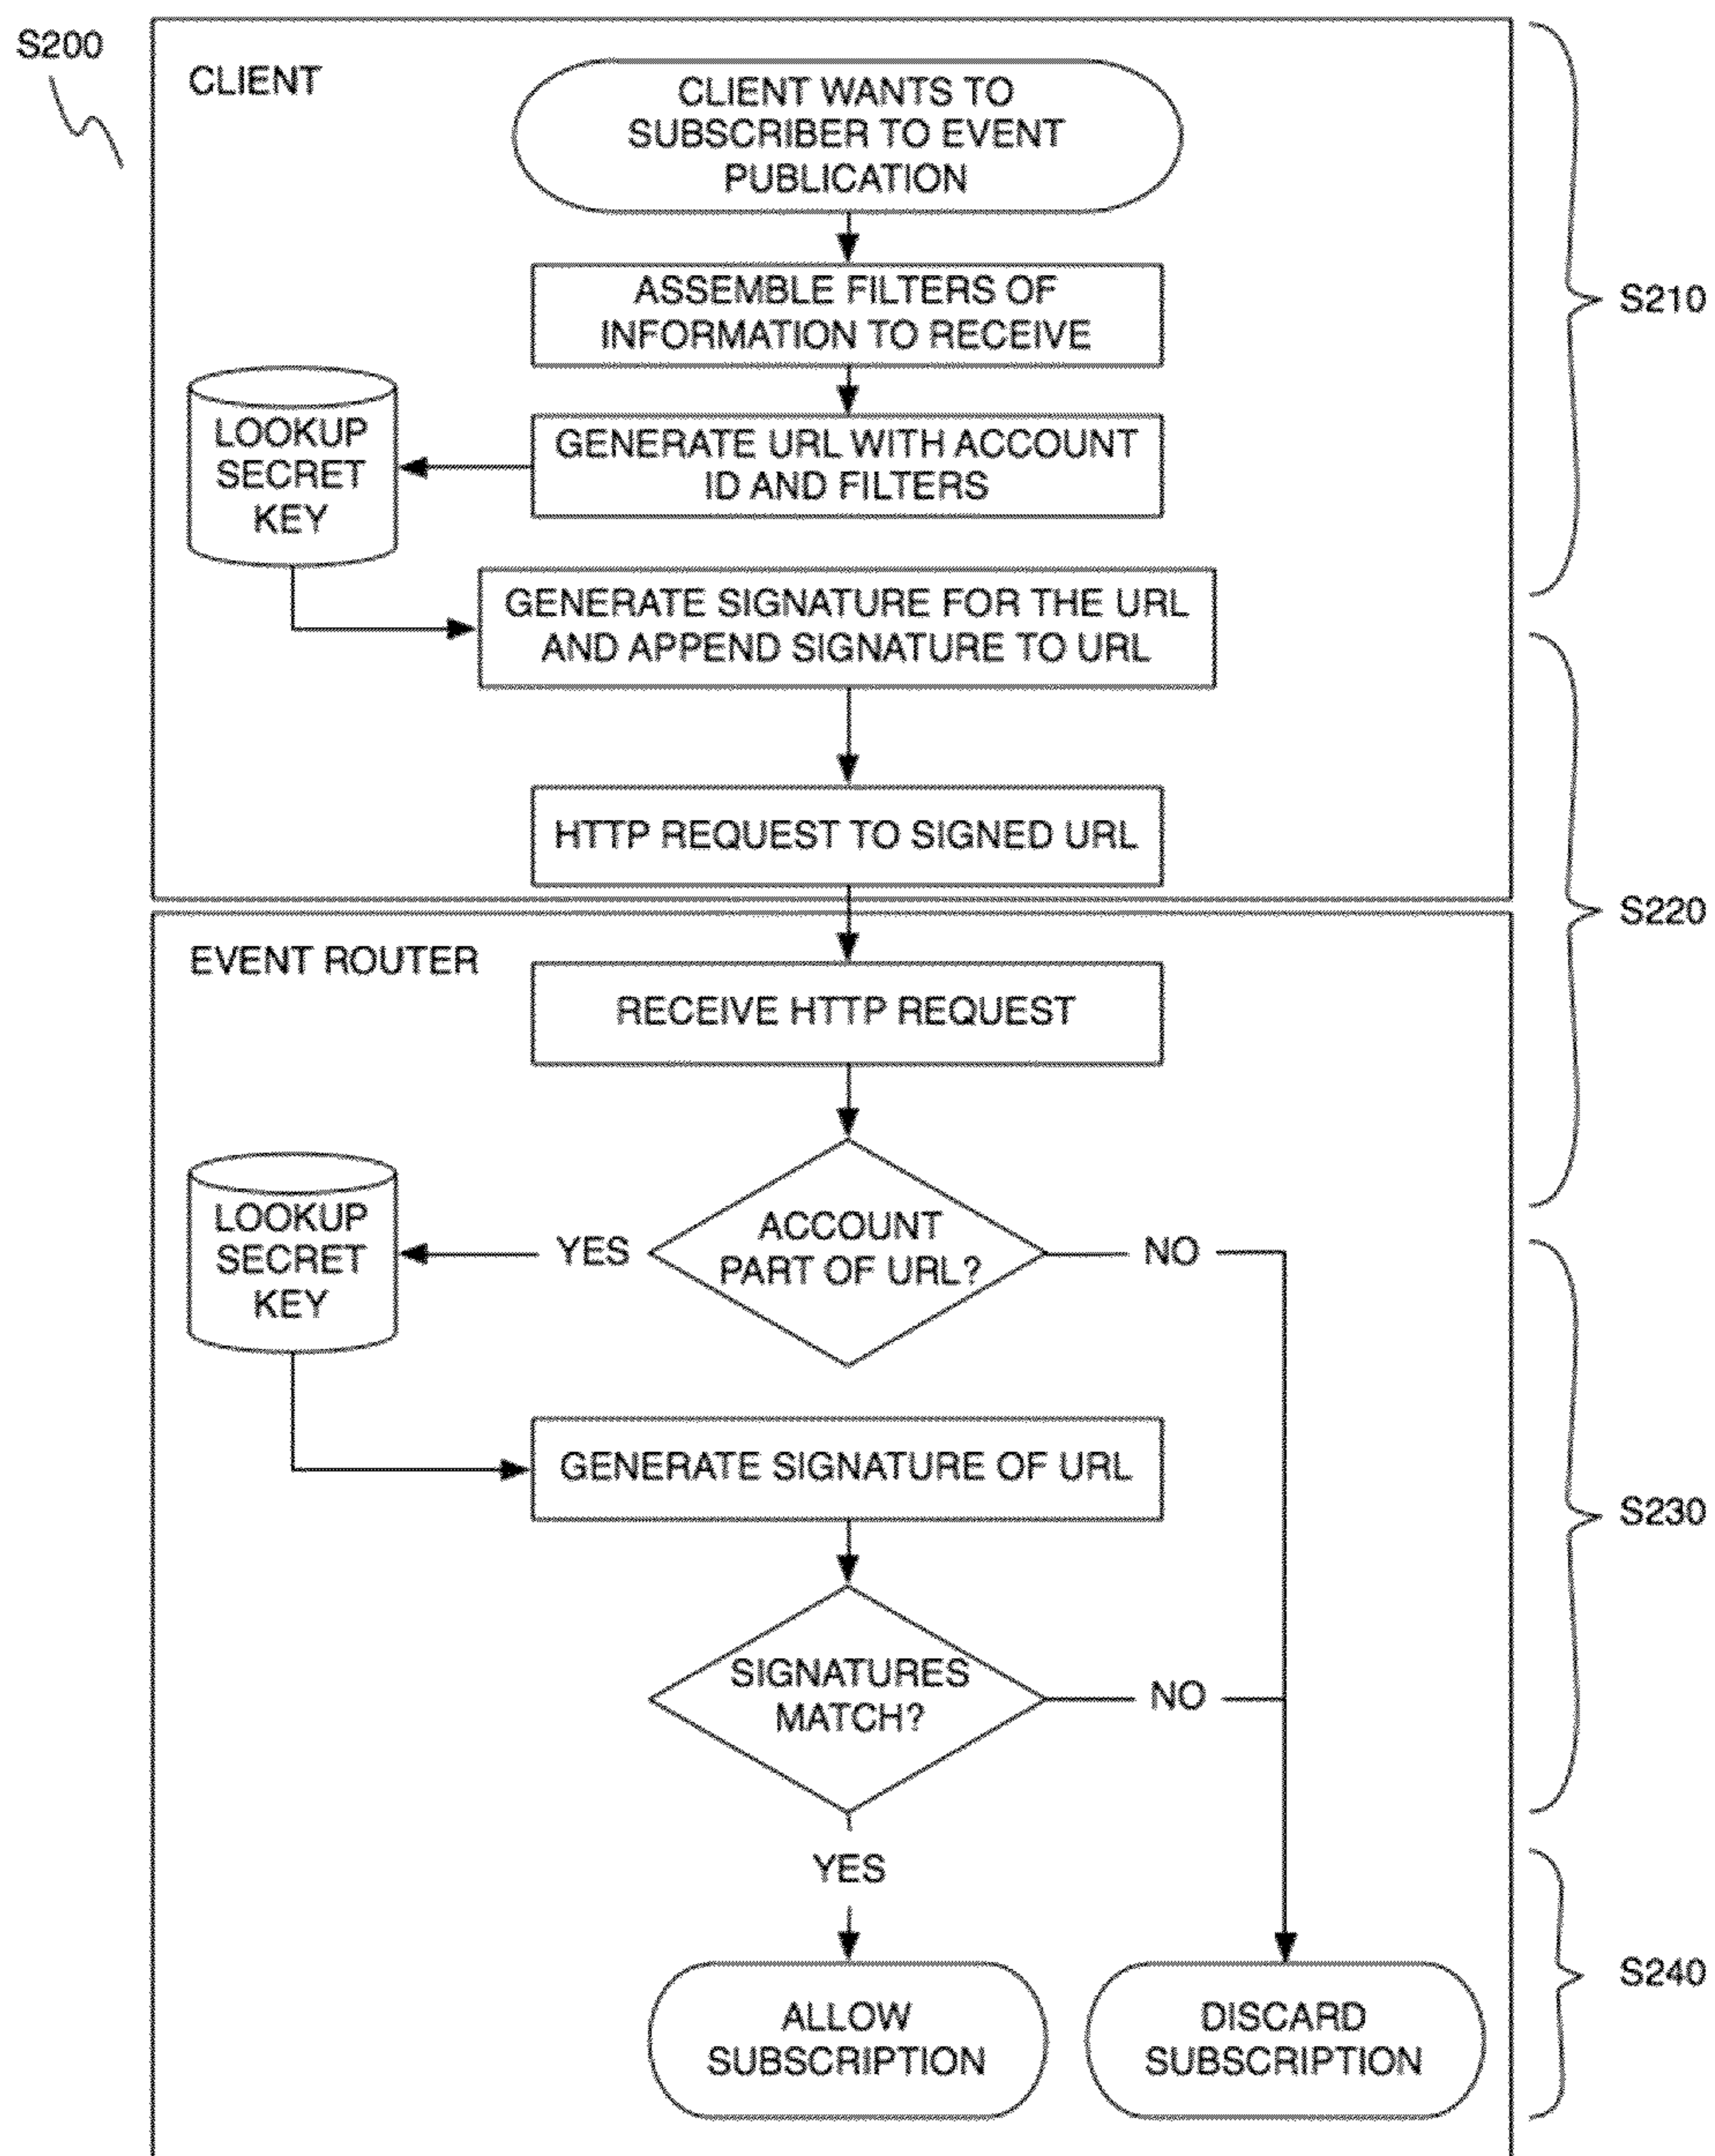 S200
CLIENT
CLIENT WANTS TO
SUBSCRIBER TO EVENT
PUBLICATION
ASSEMBLE FILTERS OF
INFORMATION TO RECEIVE
S210
LOOKUP
SECRET
KEY
GENERATE URL WITH ACCOUNT
ID AND FILTERS
GENERATE SIGNATURE FOR THE URL
AND APPEND SIGNATURE TO URL
HTTP REQUEST TO SIGNED URL
S220
EVENT ROUTER
RECEIVE HTTP REQUEST
ACCOUNT
PART OF URL?
YES
NO
LOOKUP
SECRET
KEY
GENERATE SIGNATURE OF URL
S230
SIGNATURES
MATCH?
NO
YES
S240
ALLOW
SUBSCRIPTION
DISCARD
SUBSCRIPTION